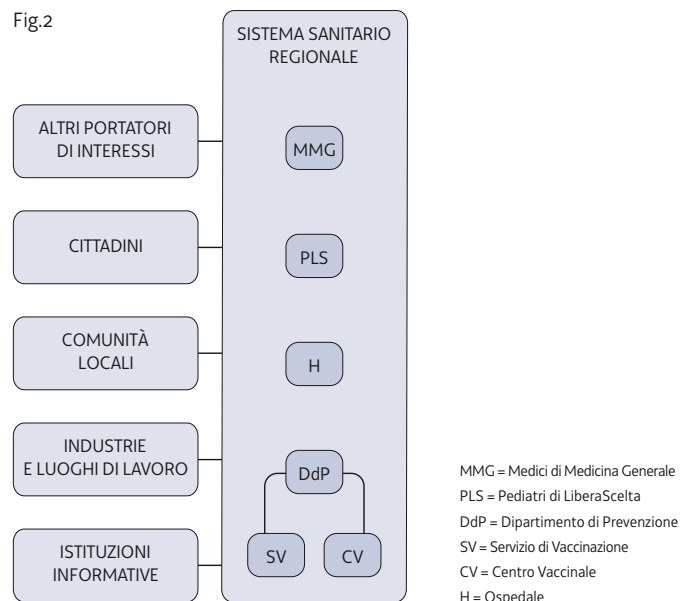 Fig.2
SISTEMA SANITARIO
REGIONALE
ALTRI PORTATORI
DI INTERESSI
MMG
CITTADINI
PLS
COMUNITÀ
LOCALI
H
INDUSTRIE
E LUOGHI DI LAVORO
DdP
ISTITUZIONI
INFORMATIVE
SV
CV
MMG = Medici di Medicina Generale
PLS = Pediatri di LiberaScelta
DdP = Dipartimento di Prevenzione
SV = Servizio di Vaccinazione
CV = Centro Vaccinale
H = Ospedale